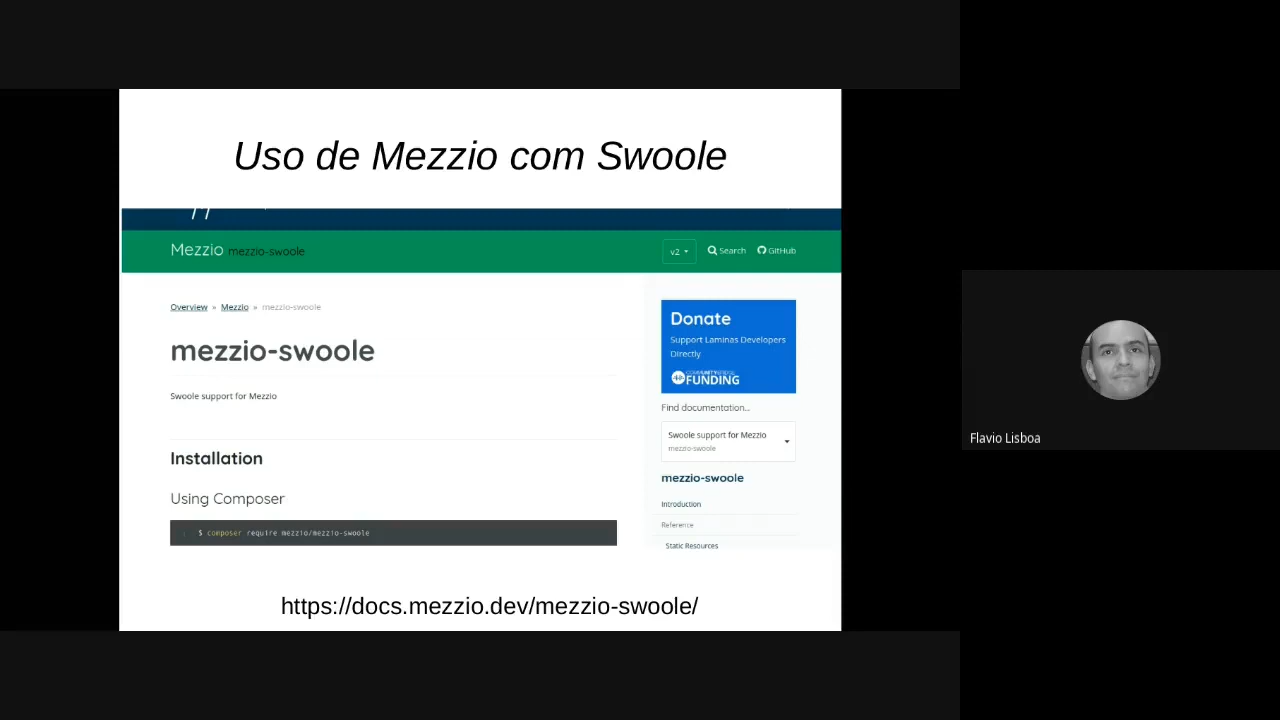 Uso de Mezzio com Swoole
Mezzio mezzio-swoole
v2
Search
GitHub
Overview » Mezzio » mezzio-swoole
mezzio-swoole
Swoole support for Mezzio
Installation
Using Composer
$ composer require mezzio/mezzio-swoole
Donate
Support Laminas Developers
Directly
COMMUNITYBRIDGE
FUNDING
Find documentation...
Swoole support for Mezzio
mezzio-swoole
mezzio-swoole
Introduction
Reference
Static Resources
https://docs.mezzio.dev/mezzio-swoole/
Flavio Lisboa